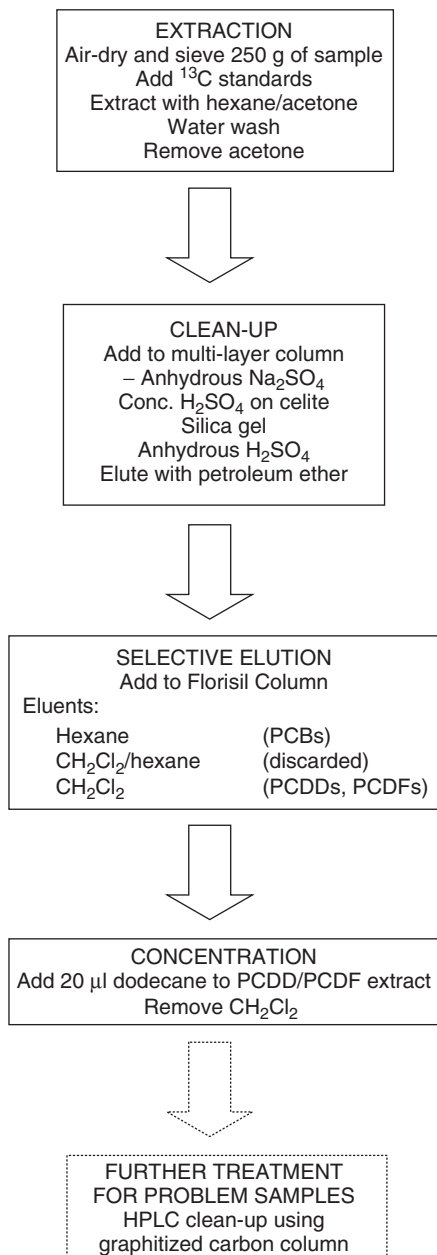 EXTRACTION
Air-dry and sieve 250 g of sample
Add ¹³C standards
Extract with hexane/acetone
Water wash
Remove acetone
CLEAN-UP
Add to multi-layer column
– Anhydrous Na₂SO₄
Conc. H₂SO₄ on celite
Silica gel
Anhydrous H₂SO₄
Elute with petroleum ether
SELECTIVE ELUTION
Add to Florisil Column
Eluents:
Hexane (PCBs)
CH₂Cl₂/hexane (discarded)
CH₂Cl₂ (PCDDs, PCDFs)
CONCENTRATION
Add 20 μl dodecane to PCDD/PCDF extract
Remove CH₂Cl₂
FURTHER TREATMENT
FOR PROBLEM SAMPLES
HPLC clean-up using
graphitized carbon column